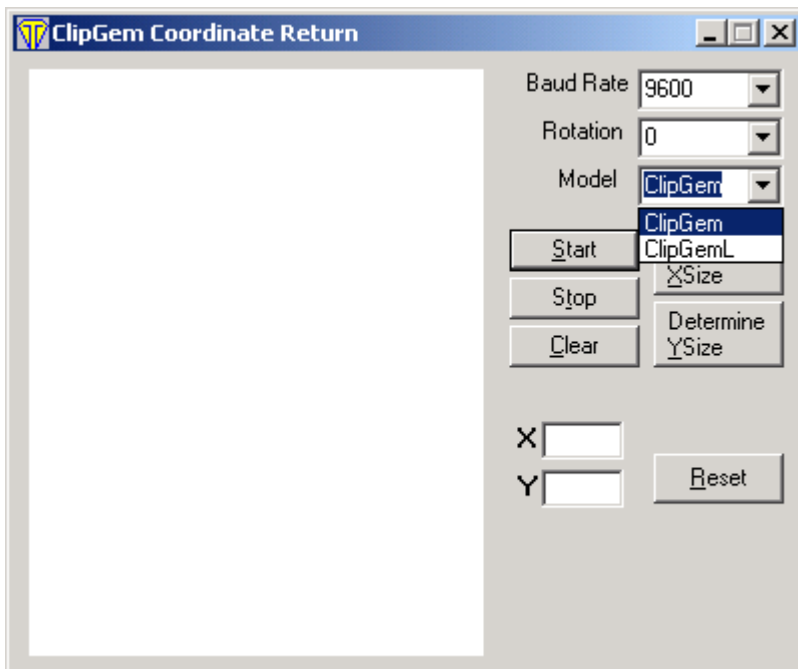 ClipGem Coordinate Return
Baud Rate 9600
Rotation 0
Model ClipGem
ClipGem
ClipGemL
Start
XSize
Stop
Determine
YSize
Clear
X
Y
Reset